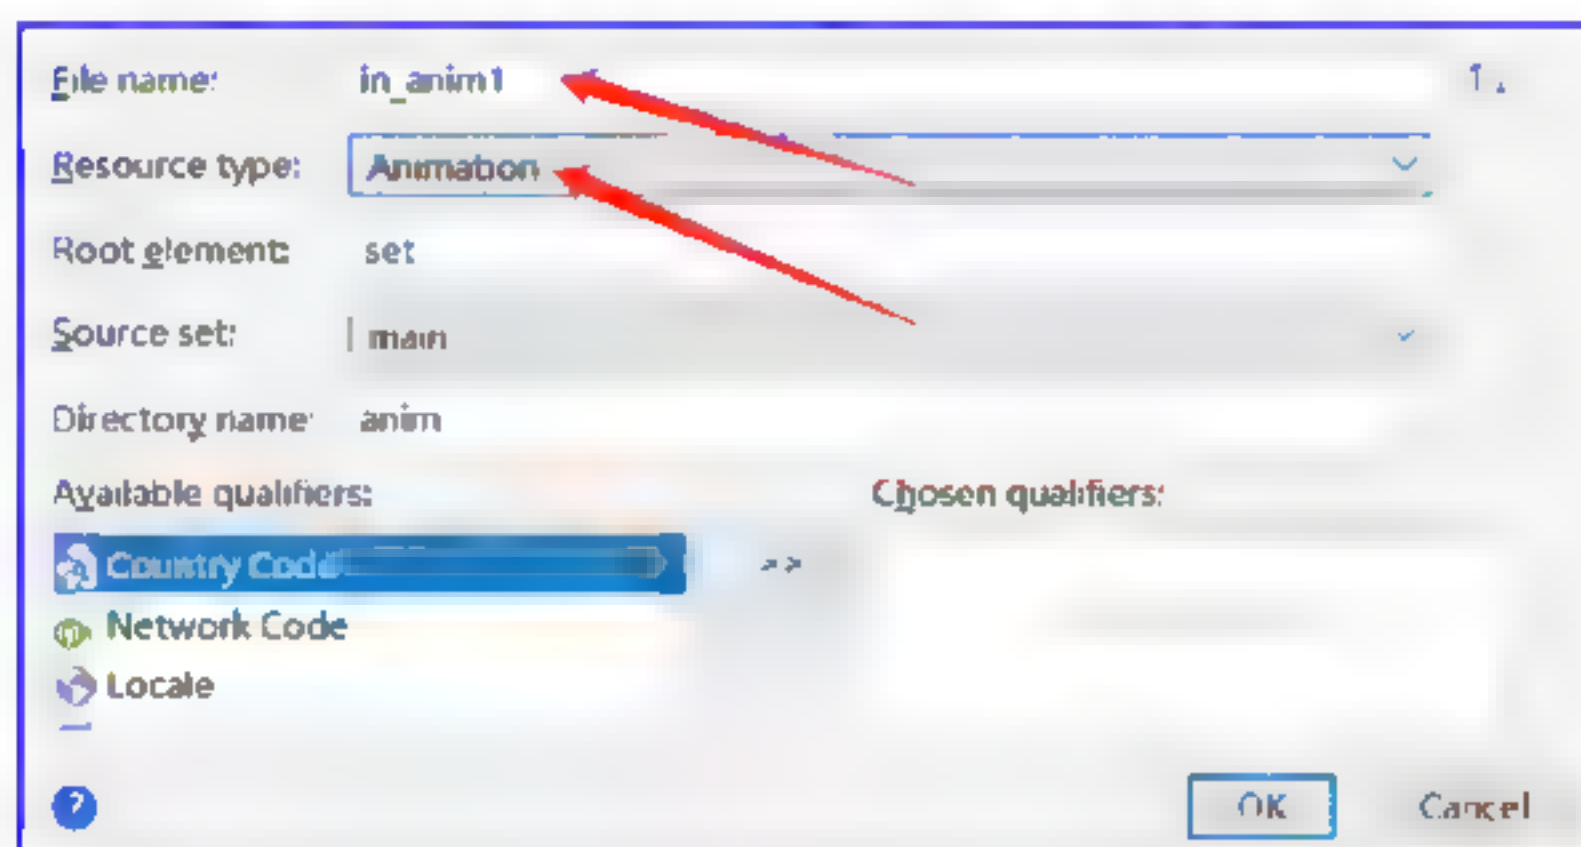 File name: in_anim1
Resource type: Animation
Root element: set
Source set: main
Directory name: anim
Available qualifiers: Chosen qualifiers:
Country Code >>
Network Code
Locale
?
OK Cancel